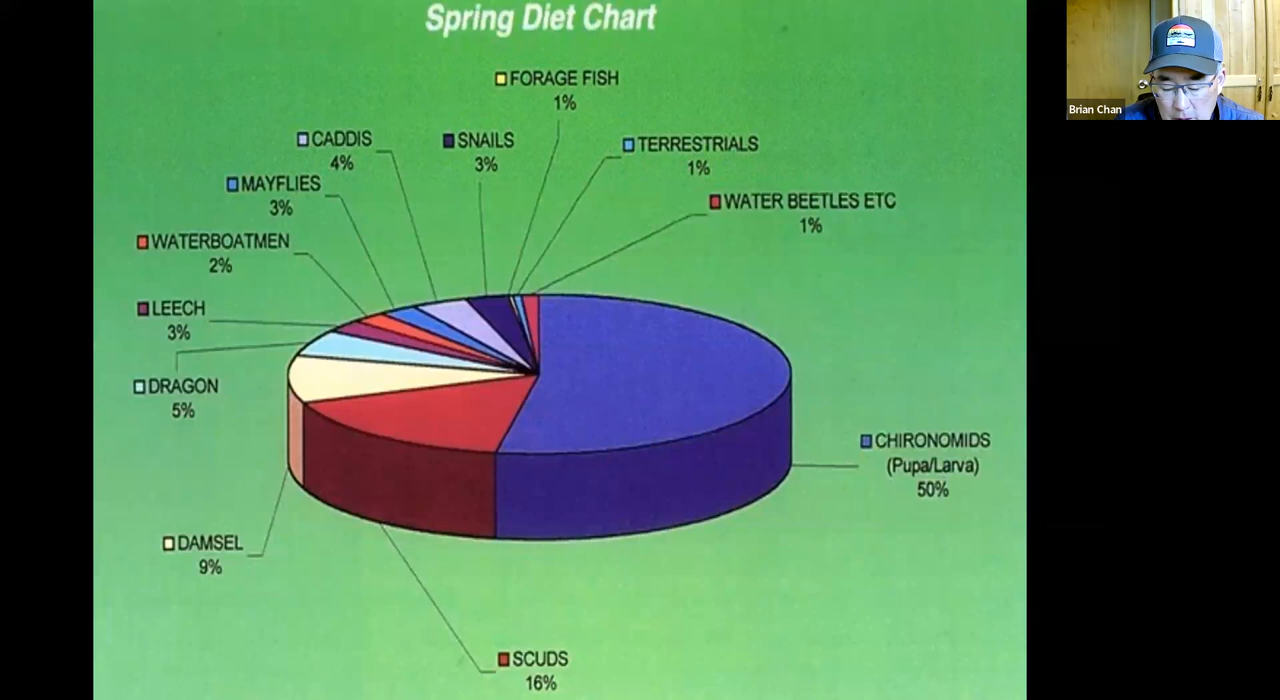 Spring Diet Chart
FORAGE FISH
1%
CADDIS
4%
SNAILS
3%
TERRESTRIALS
1%
MAYFLIES
3%
WATER BEETLES ETC
1%
WATERBOATMEN
2%
LEECH
3%
DRAGON
5%
CHIRONOMIDS
(Pupa/Larva)
50%
DAMSEL
9%
SCUDS
16%
Brian Chan